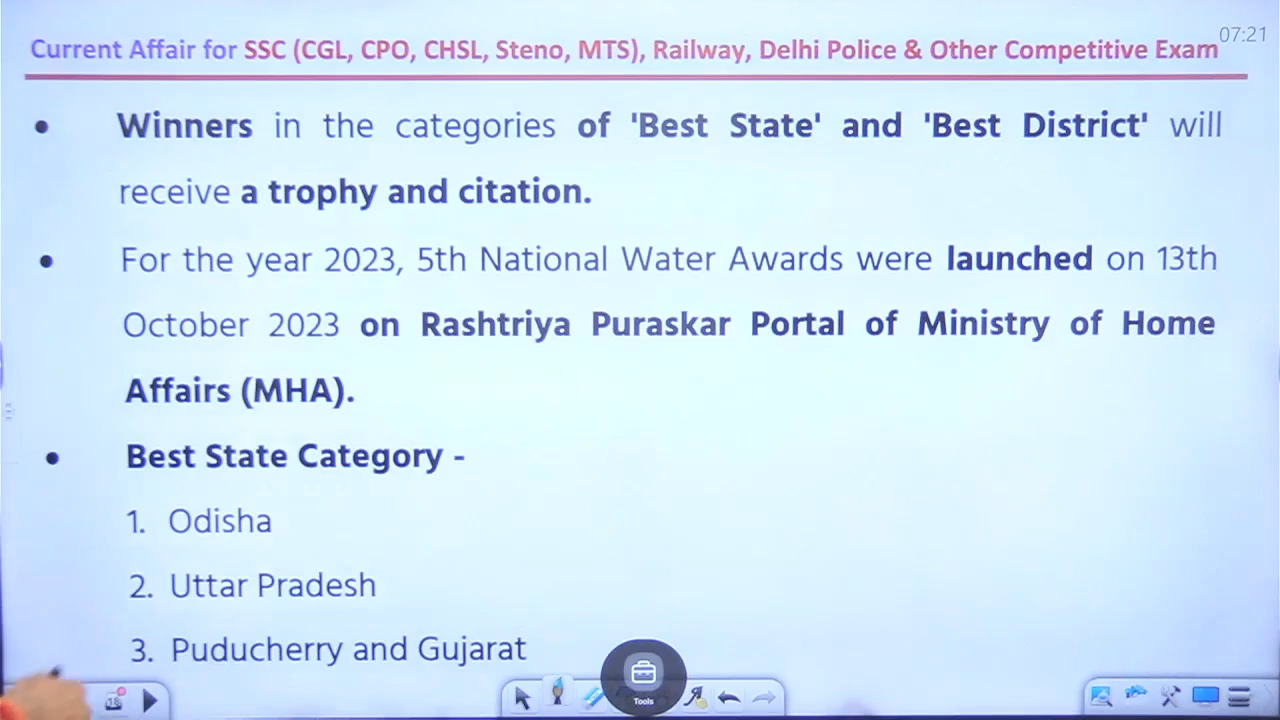 07:21
Current Affair for SSC (CGL, CPO, CHSL, Steno, MTS), Railway, Delhi Police & Other Competitive Exam
• Winners in the categories of 'Best State' and 'Best District' will
receive a trophy and citation.
• For the year 2023, 5th National Water Awards were launched on 13th
October 2023 on Rashtriya Puraskar Portal of Ministry of Home
Affairs (MHA).
• Best State Category -
1. Odisha
2. Uttar Pradesh
3. Puducherry and Gujarat
18
Tools